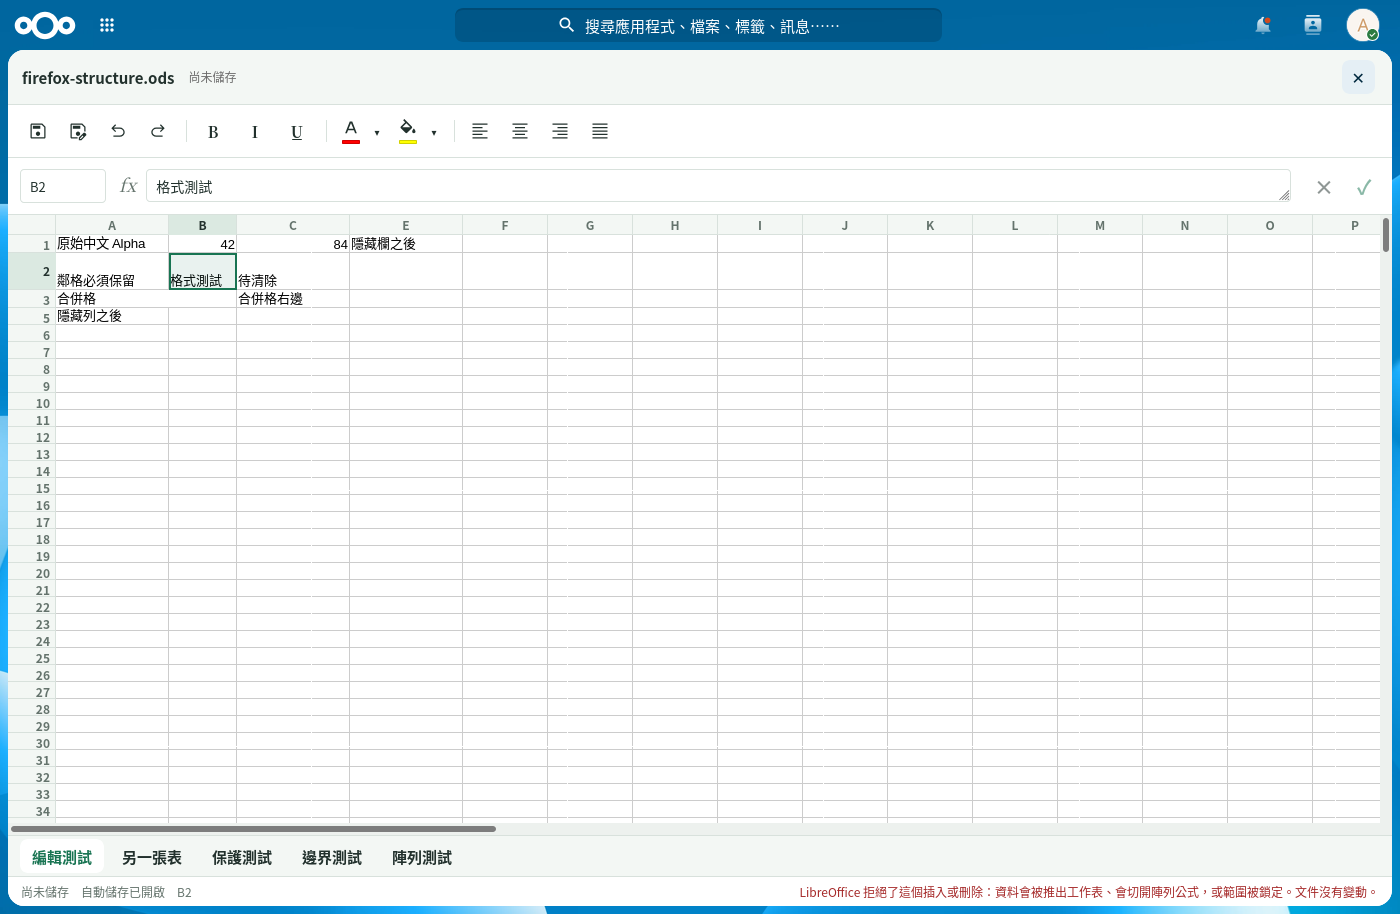 搜尋應用程式、檔案、標籤、訊息……
A
firefox-structure.ods 尚未儲存
B I U A
B2 fx 格式測試
A B C E F G H I J K L M N O P
1 原始中文 Alpha 42 84 隱藏欄之後
2 鄰格必須保留 格式測試 待清除
3 合併格 合併格右邊
5 隱藏列之後
6
7
8
9
10
11
12
13
14
15
16
17
18
19
20
21
22
23
24
25
26
27
28
29
30
31
32
33
34
編輯測試 另一張表 保護測試 邊界測試 陣列測試
尚未儲存 自動儲存已開啟 B2 LibreOffice 拒絕了這個插入或刪除：資料會被推出工作表、會切開陣列公式，或範圍被鎖定。文件沒有變動。